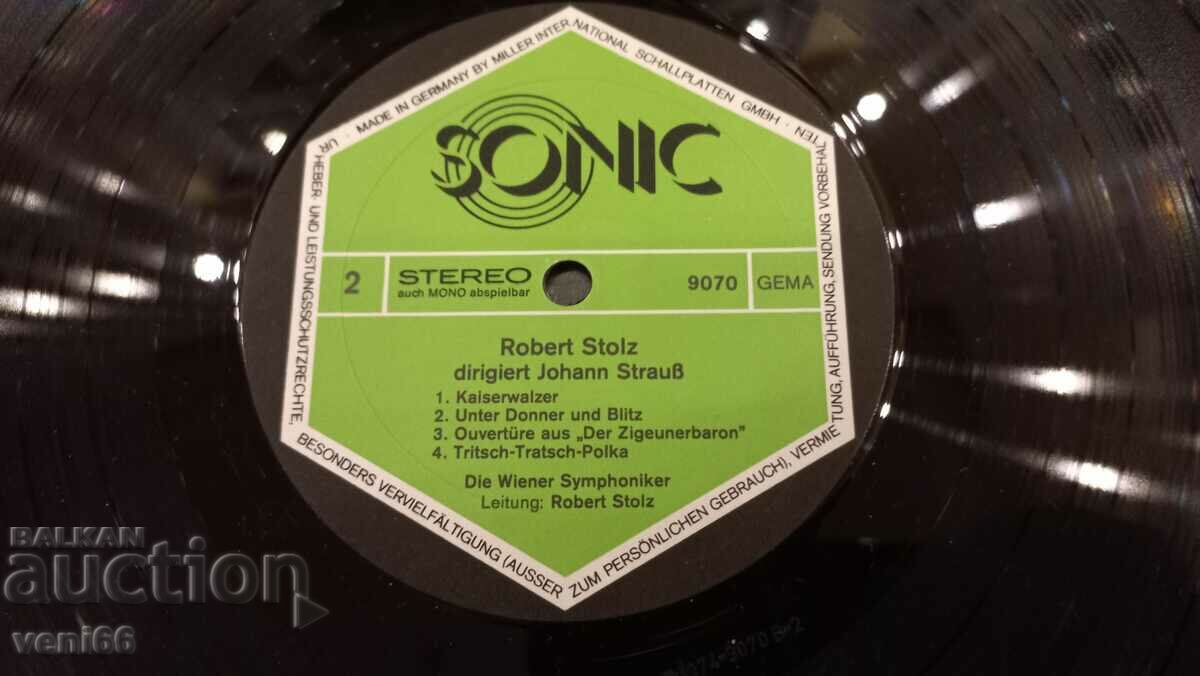 UR HEBER- UND LEISTUNGSSCHUTZRECHTE, BESONDERS VERVIELFÄLTIGUNG (AUSSER ZUM PERSÖNLICHEN GEBRAUCH), VERMIETUNG, AUFFÜHRUNG, SENDUNG VORBEHALTEN · MADE IN GERMANY BY MILLER INTERNATIONAL SCHALLPLATTEN GMBH ·
SONIC
2 STEREO 9070 GEMA
auch MONO abspielbar
Robert Stolz
dirigiert Johann Strauß
1. Kaiserwalzer
2. Unter Donner und Blitz
3. Ouvertüre aus „Der Zigeunerbaron"
4. Tritsch-Tratsch-Polka
Die Wiener Symphoniker
Leitung: Robert Stolz
BALKAN
auction
veni66